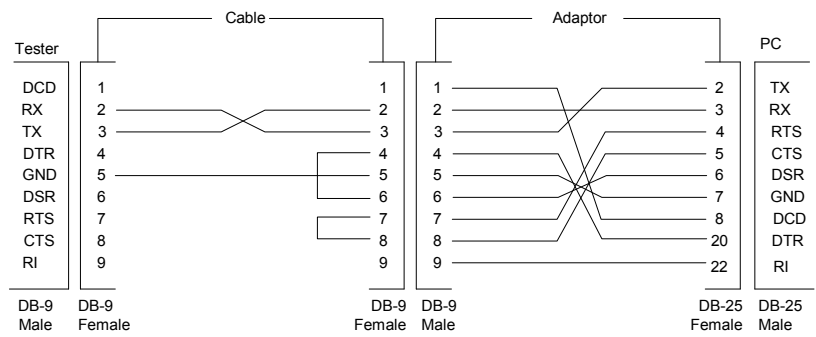 Cable Adaptor
Tester PC
DCD 1 1 1 2 TX
RX 2 2 2 3 RX
TX 3 3 3 4 RTS
DTR 4 4 4 5 CTS
GND 5 5 5 6 DSR
DSR 6 6 6 7 GND
RTS 7 7 7 8 DCD
CTS 8 8 8 20 DTR
RI 9 9 9 22 RI
DB-9 DB-9 DB-9 DB-9 DB-25 DB-25
Male Female Female Male Female Male